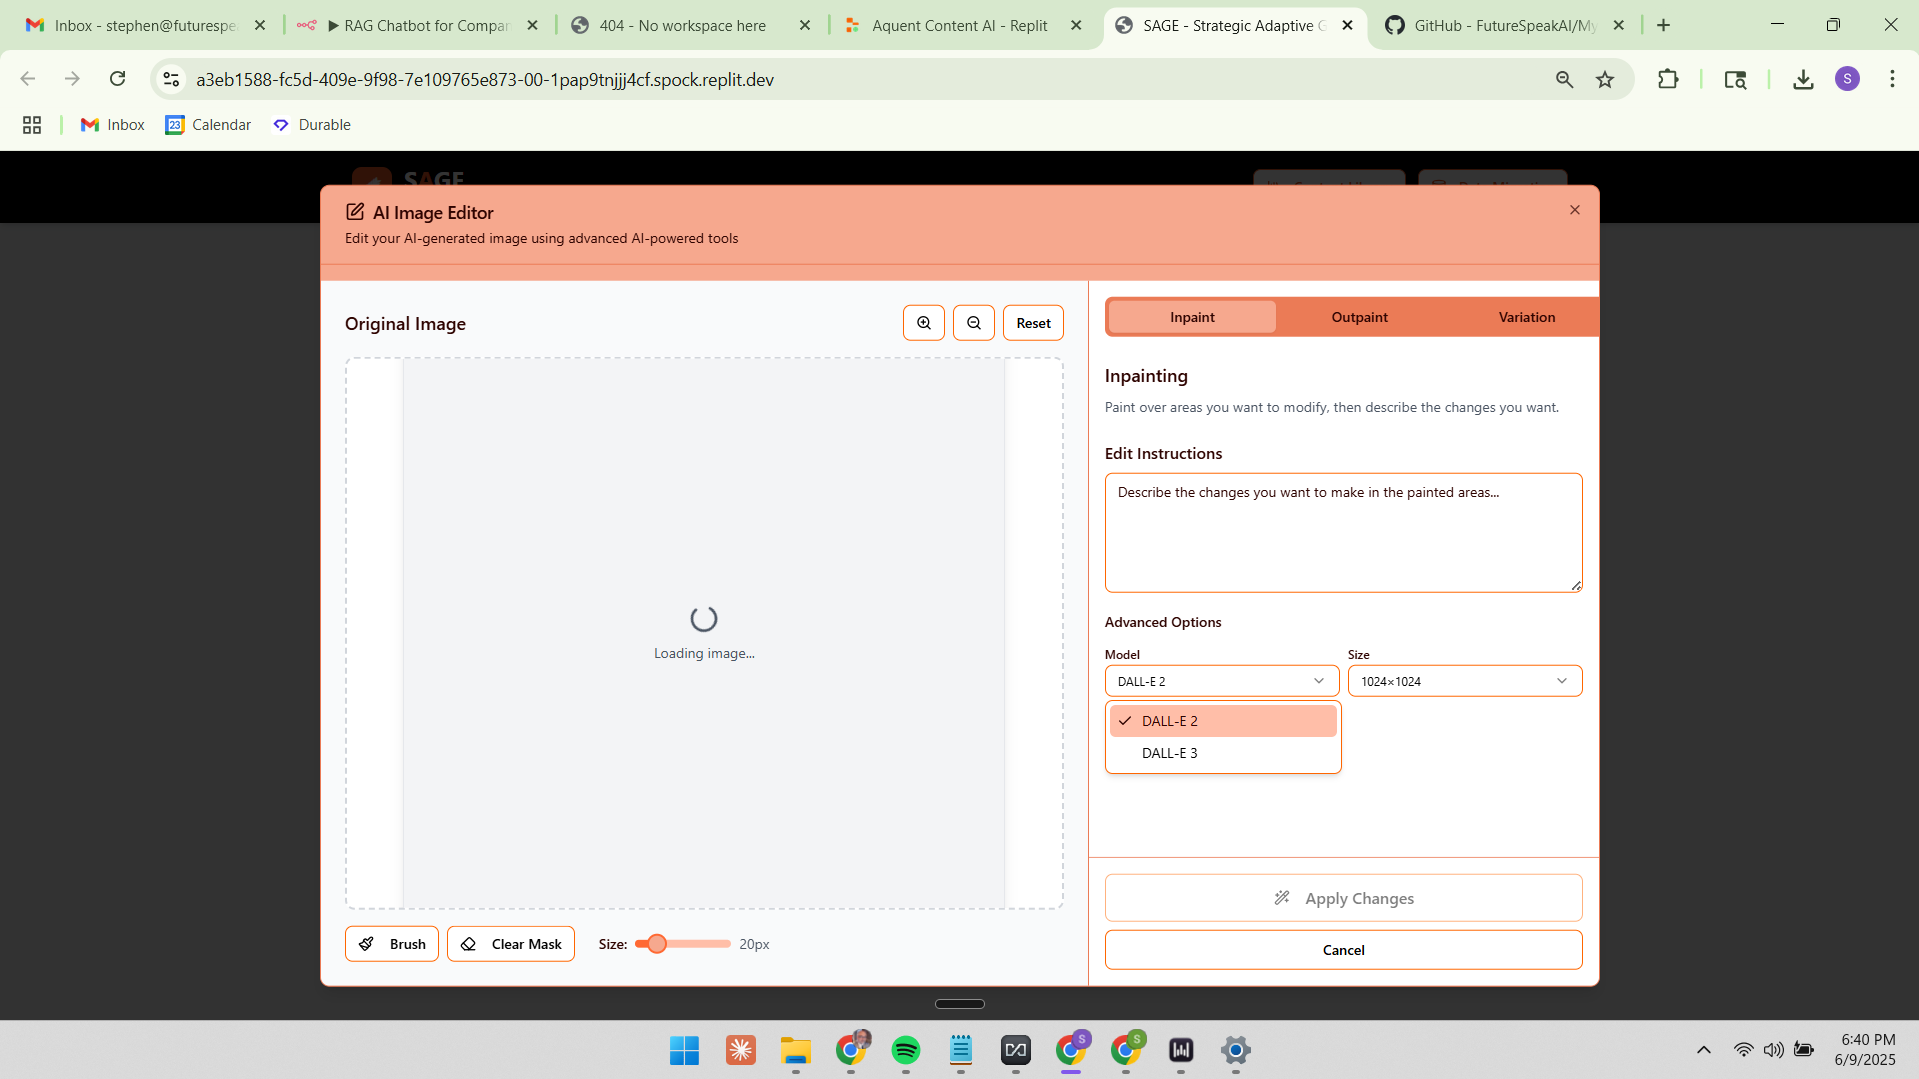 Inbox - stephen@futurespe
▶ RAG Chatbot for Compan
404 - No workspace here
Aquent Content AI - Replit
SAGE - Strategic Adaptive G
GitHub - FutureSpeakAI/My
a3eb1588-fc5d-409e-9f98-7e109765e873-00-1pap9tnjjj4cf.spock.replit.dev
S
Inbox
23
Calendar
Durable
SAGE
AI Image Editor
Edit your AI-generated image using advanced AI-powered tools
Original Image
Reset
Inpaint
Outpaint
Variation
Inpainting
Paint over areas you want to modify, then describe the changes you want.
Edit Instructions
Describe the changes you want to make in the painted areas...
Advanced Options
Model
Size
DALL-E 2
1024×1024
DALL-E 2
DALL-E 3
Loading image...
Apply Changes
Cancel
Brush
Clear Mask
Size:
20px
S
S
6:40 PM
6/9/2025